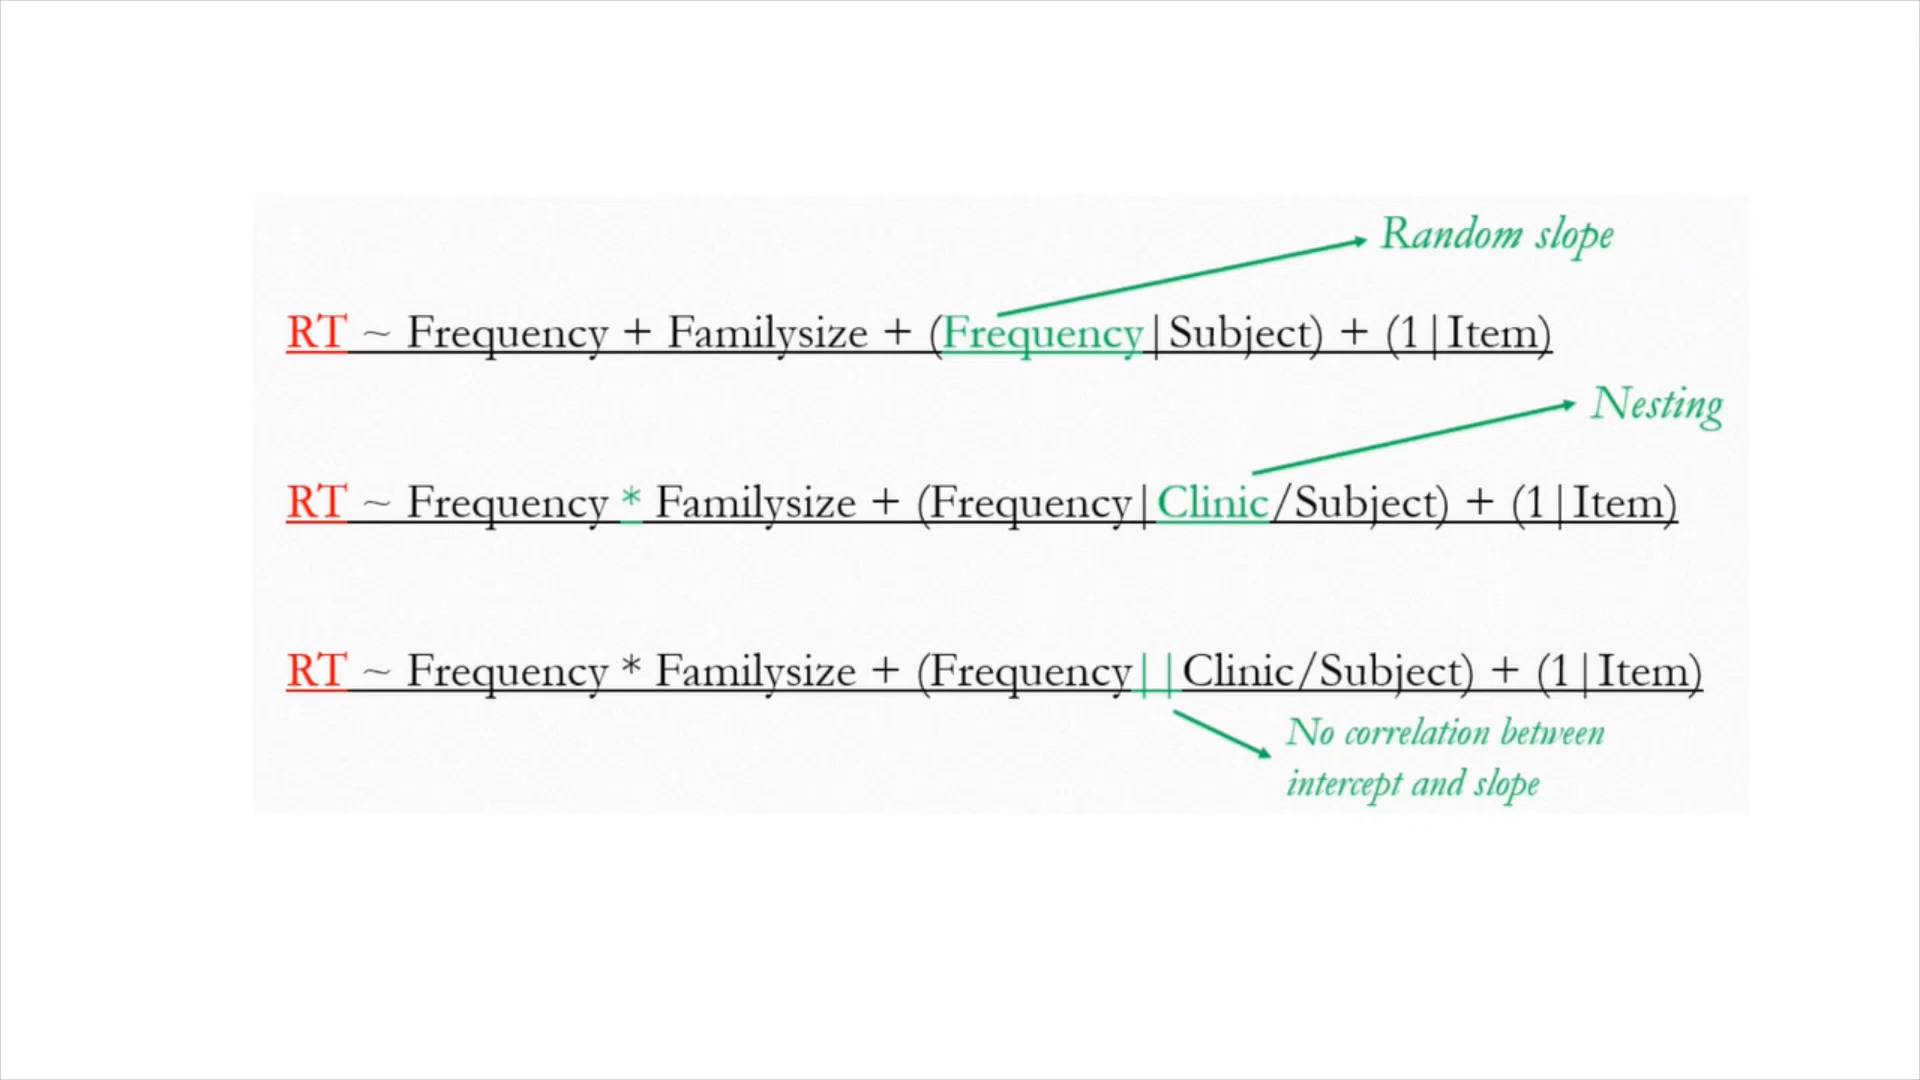 Random slope
RT ~ Frequency + Familysize + (Frequency|Subject) + (1|Item)
Nesting
RT ~ Frequency * Familysize + (Frequency|Clinic/Subject) + (1|Item)
RT ~ Frequency * Familysize + (Frequency||Clinic/Subject) + (1|Item)
No correlation between
intercept and slope